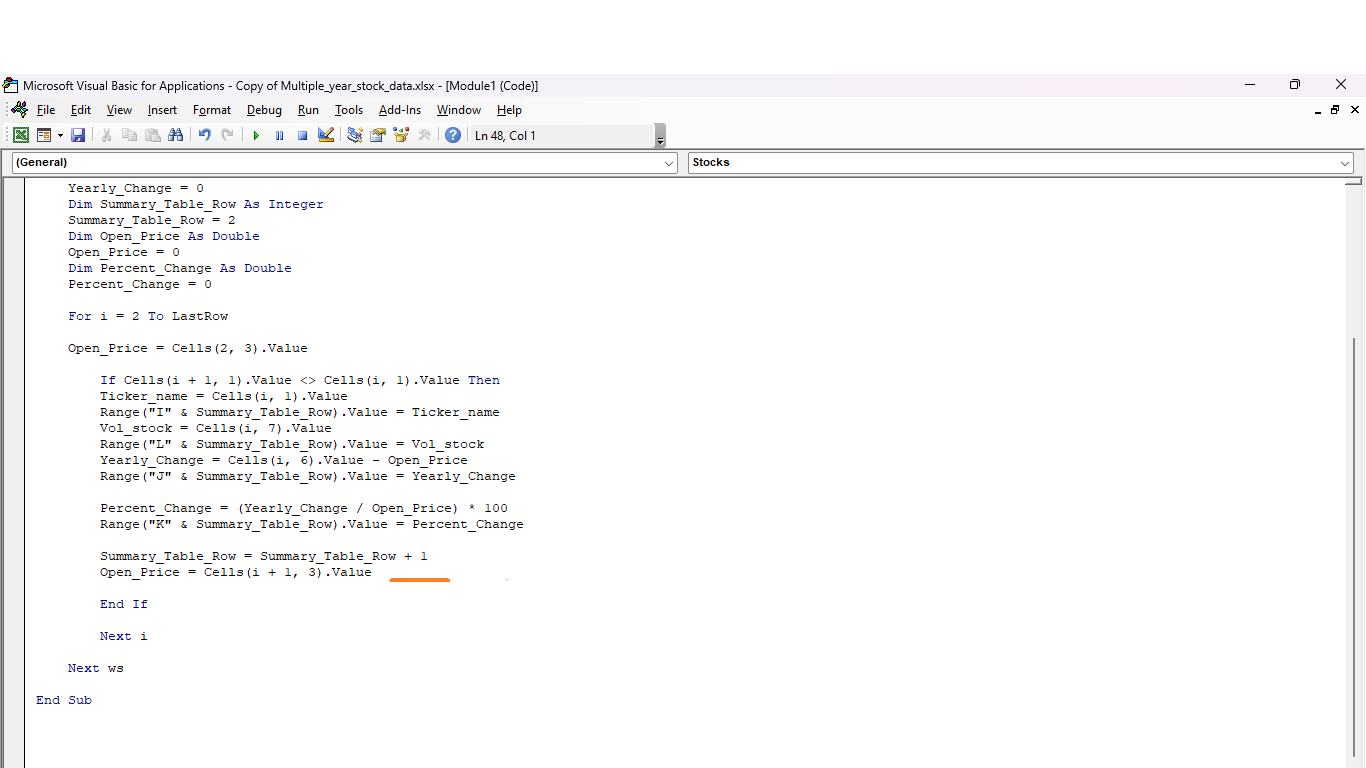 Microsoft Visual Basic for Applications - Copy of Multiple_year_stock_data.xlsx - [Module1 (Code)]
File Edit View Insert Format Debug Run Tools Add-Ins Window Help
Ln 48, Col 1
(General) Stocks
Yearly_Change = 0
Dim Summary_Table_Row As Integer
Summary_Table_Row = 2
Dim Open_Price As Double
Open_Price = 0
Dim Percent_Change As Double
Percent_Change = 0
For i = 2 To LastRow
Open_Price = Cells(2, 3).Value
If Cells(i + 1, 1).Value <> Cells(i, 1).Value Then
Ticker_name = Cells(i, 1).Value
Range("I" & Summary_Table_Row).Value = Ticker_name
Vol_stock = Cells(i, 7).Value
Range("L" & Summary_Table_Row).Value = Vol_stock
Yearly_Change = Cells(i, 6).Value - Open_Price
Range("J" & Summary_Table_Row).Value = Yearly_Change
Percent_Change = (Yearly_Change / Open_Price) * 100
Range("K" & Summary_Table_Row).Value = Percent_Change
Summary_Table_Row = Summary_Table_Row + 1
Open_Price = Cells(i + 1, 3).Value
End If
Next i
Next ws
End Sub